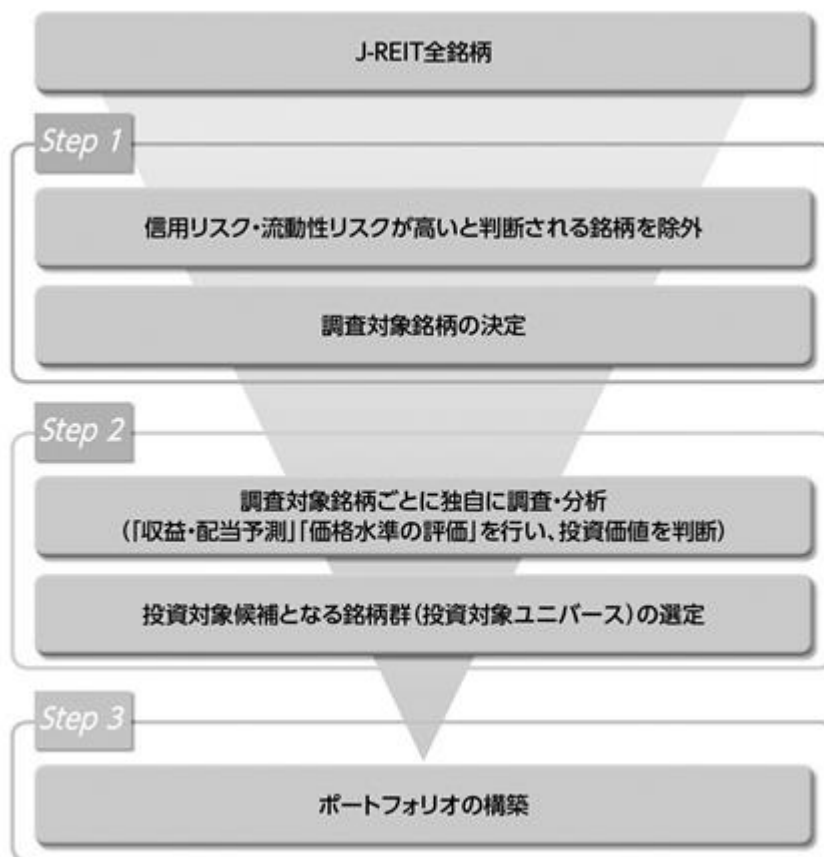 J-REIT全銘柄
Step 1
信用リスク・流動性リスクが高いと判断される銘柄を除外
調査対象銘柄の決定
Step 2
調査対象銘柄ごとに独自に調査・分析
(「収益・配当予測」「価格水準の評価」を行い、投資価値を判断)
投資対象候補となる銘柄群(投資対象ユニバース)の選定
Step 3
ポートフォリオの構築